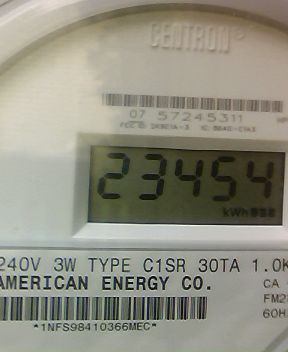 CENTRON®
07 57245311
23454
kWh
240V 3W TYPE C1SR 30TA 1.0K
AMERICAN ENERGY CO.
CA
FM2
60H
*1NFS98410366MEC*